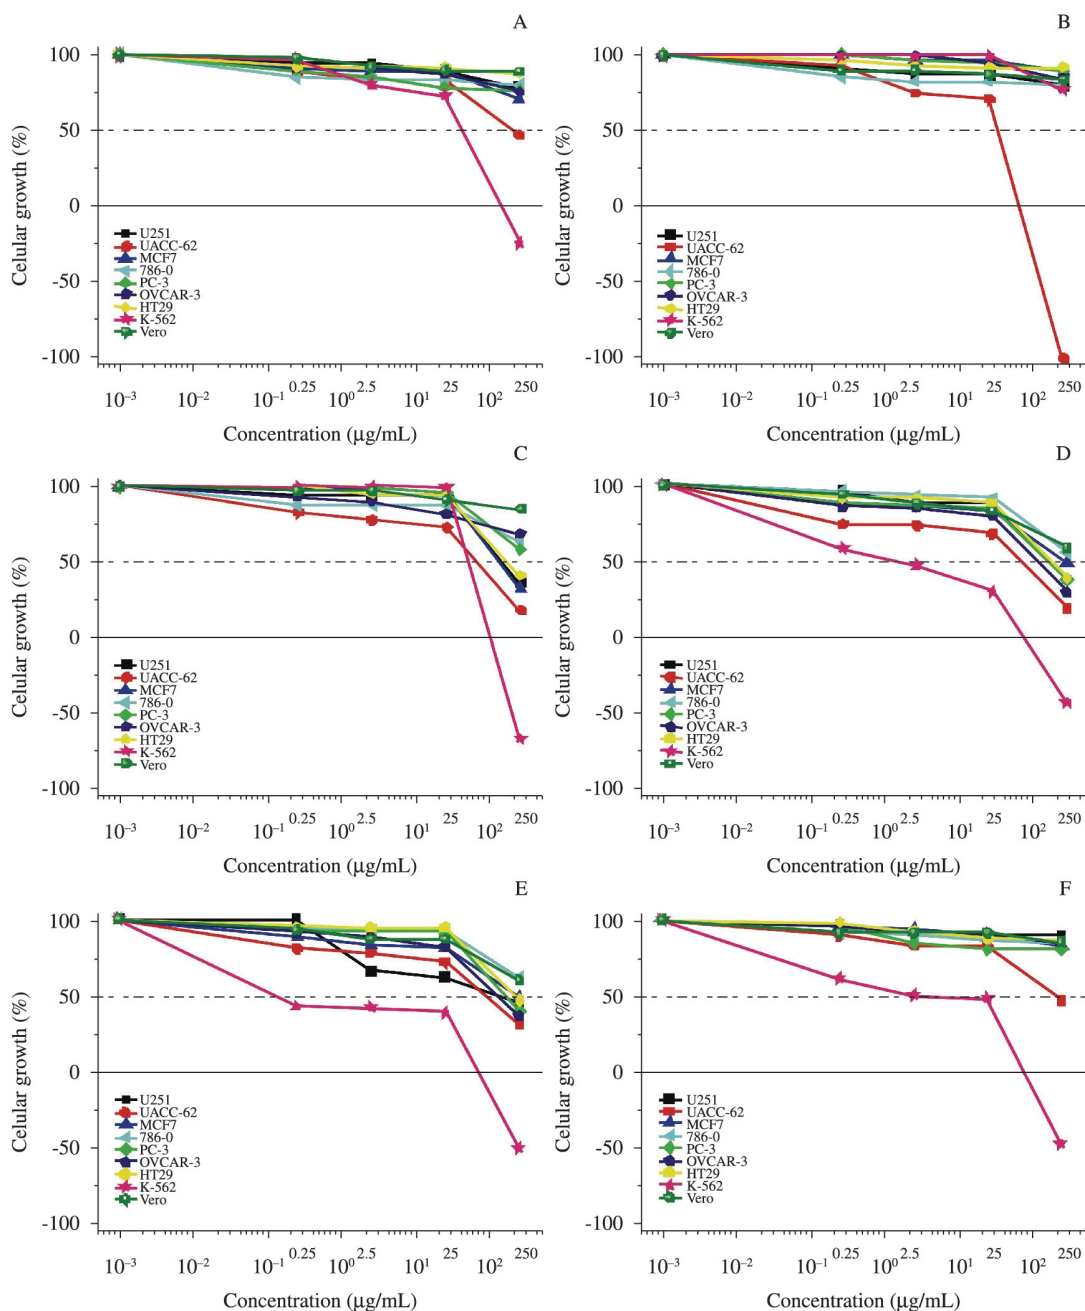 A
100
50
0
-50
-100
Celular growth (%)
U251
UACC-62
MCF7
786-0
PC-3
OVCAR-3
HT29
K-562
Vero
0.25 2.5 25 250
10⁻³ 10⁻² 10⁻¹ 10⁰ 10¹ 10²
Concentration (µg/mL)
B
100
50
0
-50
-100
Celular growth (%)
U251
UACC-62
MCF7
786-0
PC-3
OVCAR-3
HT29
K-562
Vero
0.25 2.5 25 250
10⁻³ 10⁻² 10⁻¹ 10⁰ 10¹ 10²
Concentration (µg/mL)
C
100
50
0
-50
-100
Celular growth (%)
U251
UACC-62
MCF7
786-0
PC-3
OVCAR-3
HT29
K-562
Vero
0.25 2.5 25 250
10⁻³ 10⁻² 10⁻¹ 10⁰ 10¹ 10²
Concentration (µg/mL)
D
100
50
0
-50
-100
Celular growth (%)
U251
UACC-62
MCF7
786-0
PC-3
OVCAR-3
HT29
K-562
Vero
0.25 2.5 25 250
10⁻³ 10⁻² 10⁻¹ 10⁰ 10¹ 10²
Concentration (µg/mL)
E
100
50
0
-50
-100
Celular growth (%)
U251
UACC-62
MCF7
786-0
PC-3
OVCAR-3
HT29
K-562
Vero
0.25 2.5 25 250
10⁻³ 10⁻² 10⁻¹ 10⁰ 10¹ 10²
Concentration (µg/mL)
F
100
50
0
-50
-100
Celular growth (%)
U251
UACC-62
MCF7
786-0
PC-3
OVCAR-3
HT29
K-562
Vero
0.25 2.5 25 250
10⁻³ 10⁻² 10⁻¹ 10⁰ 10¹ 10²
Concentration (µg/mL)